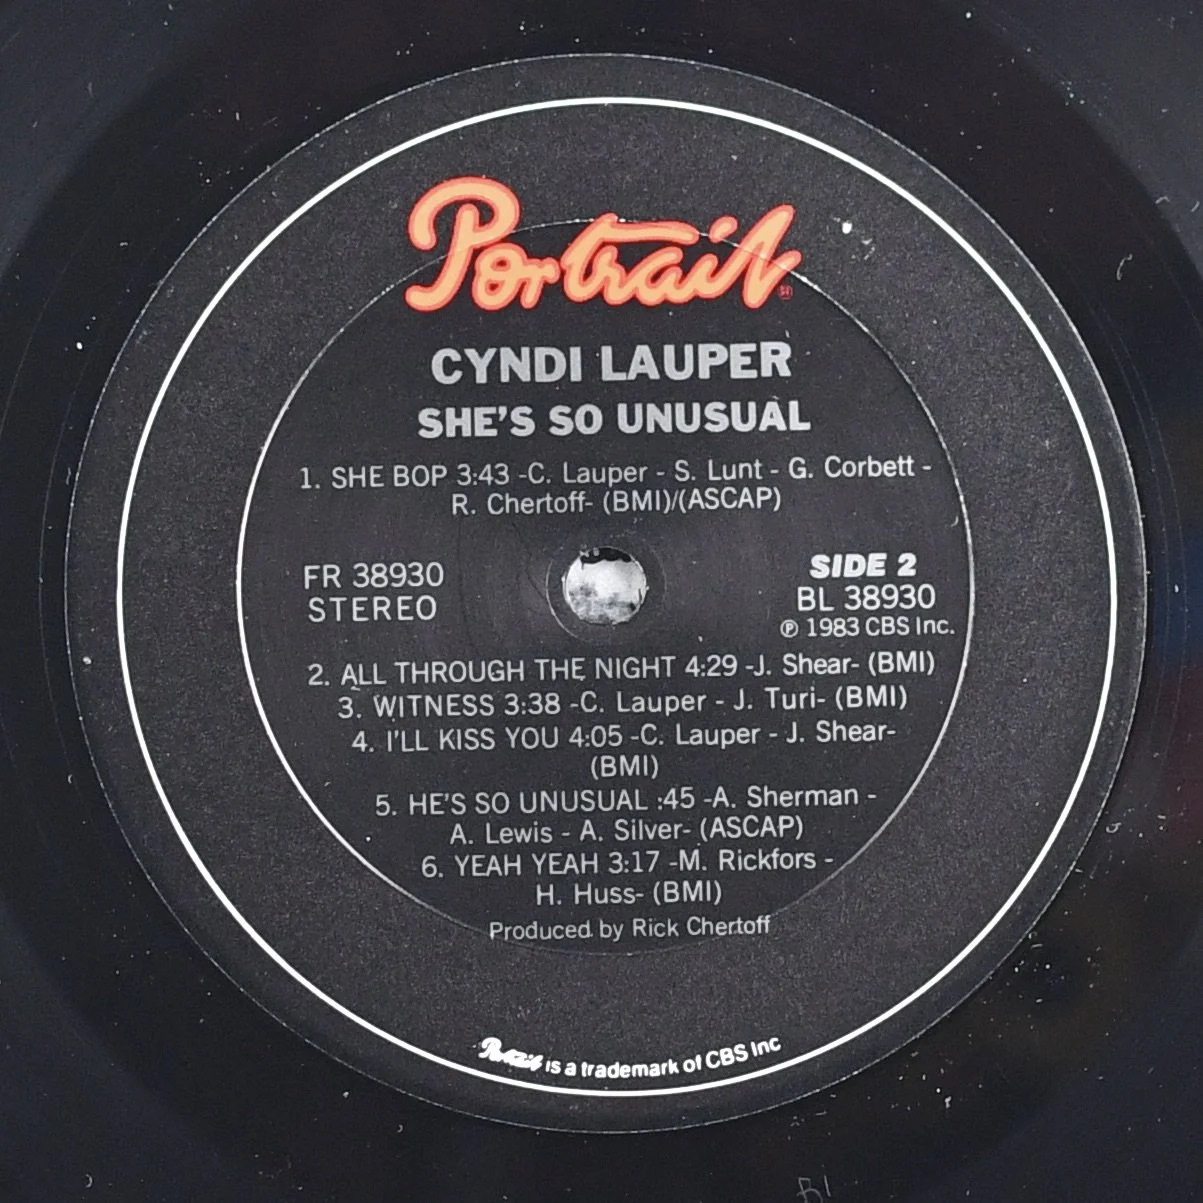 Portrait
CYNDI LAUPER
SHE'S SO UNUSUAL
1. SHE BOP 3:43 -C. Lauper - S. Lunt - G. Corbett -
R. Chertoff- (BMI)/(ASCAP)
FR 38930
STEREO
SIDE 2
BL 38930
℗ 1983 CBS Inc.
2. ALL THROUGH THE NIGHT 4:29 -J. Shear- (BMI)
3. WITNESS 3:38 -C. Lauper - J. Turi- (BMI)
4. I'LL KISS YOU 4:05 -C. Lauper - J. Shear-
(BMI)
5. HE'S SO UNUSUAL :45 -A. Sherman -
A. Lewis - A. Silver- (ASCAP)
6. YEAH YEAH 3:17 -M. Rickfors -
H. Huss- (BMI)
Produced by Rick Chertoff
Portrait is a trademark of CBS Inc